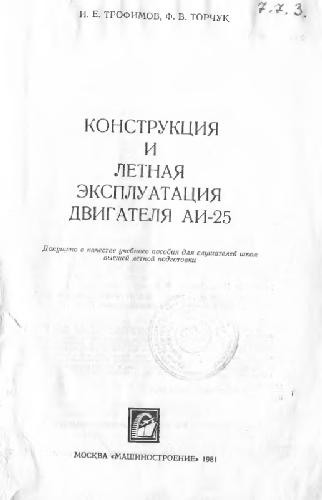 И. Е. ТРОФИМОВ, Ф. В. ТОРЧУК
7.7.3.
КОНСТРУКЦИЯ
И
ЛЕТНАЯ
ЭКСПЛУАТАЦИЯ
ДВИГАТЕЛЯ АИ-25
Допущено в качестве учебного пособия для слушателей школ
высшей летной подготовки
МОСКВА «МАШИНОСТРОЕНИЕ» 1981